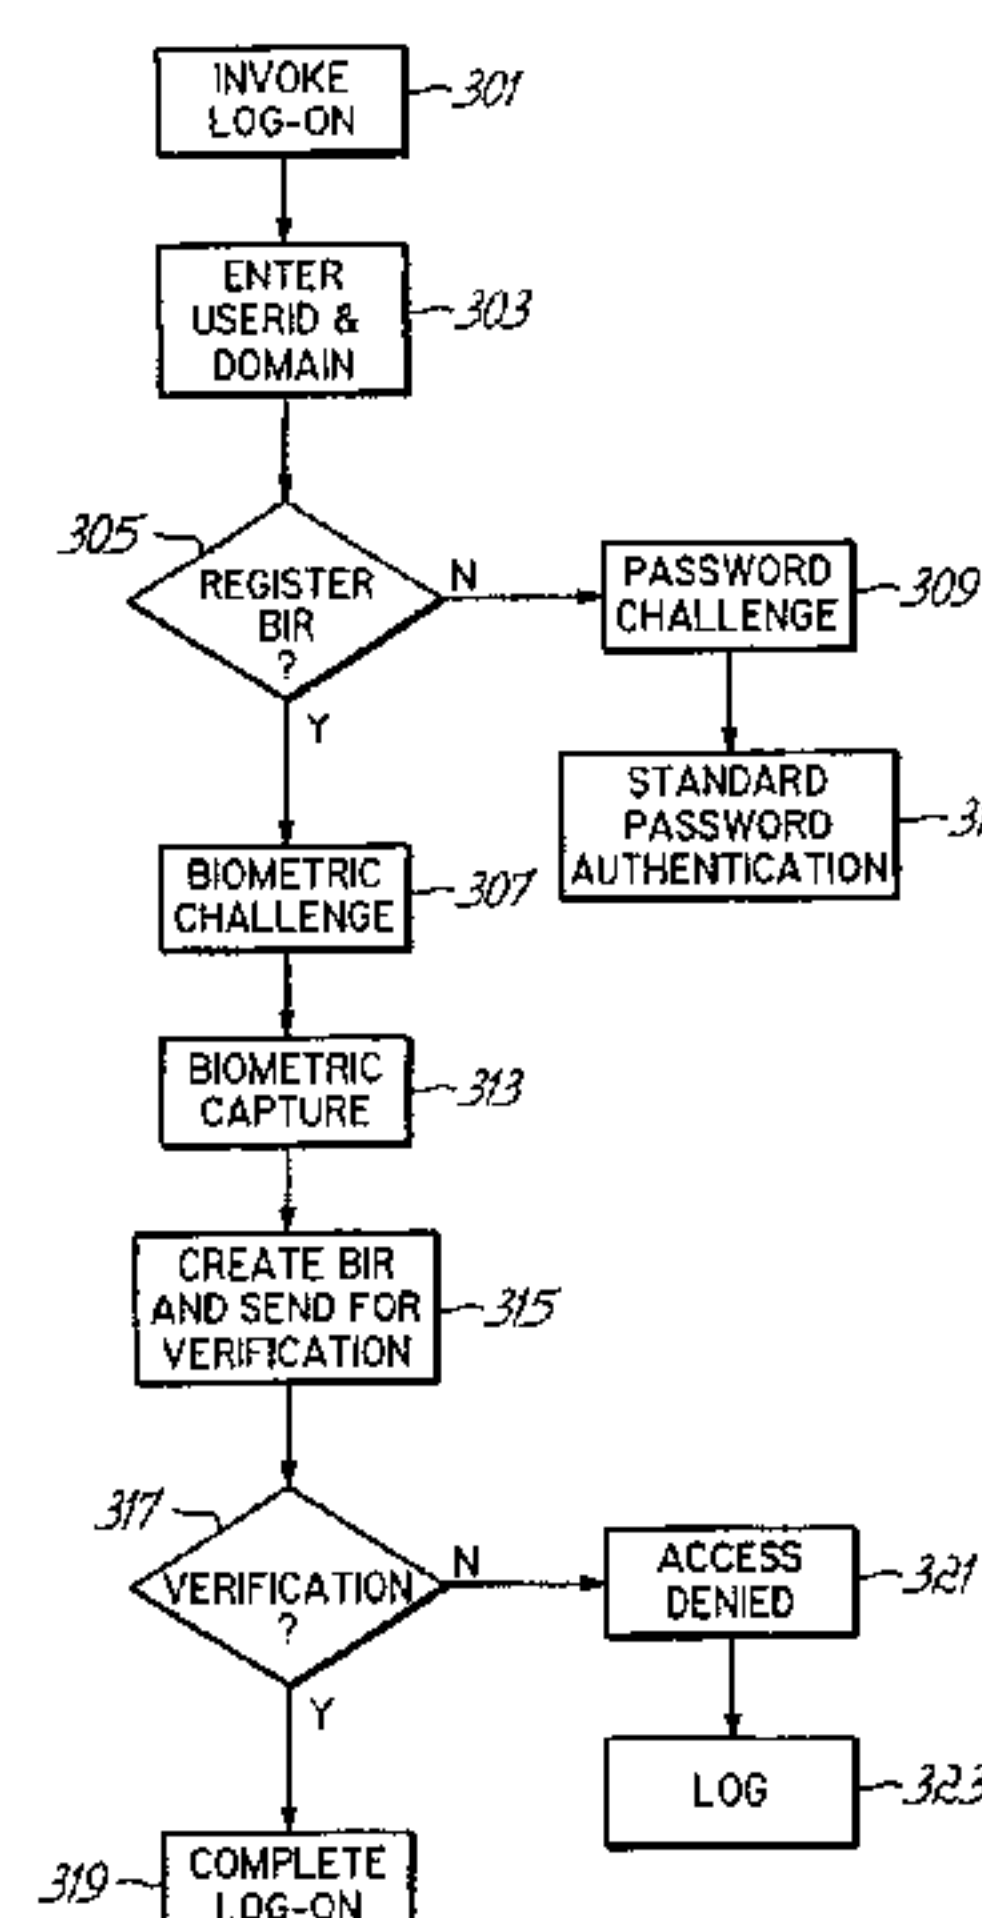 INVOKE
LOG-ON
301
ENTER
USERID &
DOMAIN
303
305
REGISTER
BIR
?
N
Y
PASSWORD
CHALLENGE
309
STANDARD
PASSWORD
AUTHENTICATION
BIOMETRIC
CHALLENGE
307
BIOMETRIC
CAPTURE
313
CREATE BIR
AND SEND FOR
VERIFICATION
315
317
VERIFICATION
?
N
Y
ACCESS
DENIED
321
LOG
323
319
COMPLETE
LOG-ON